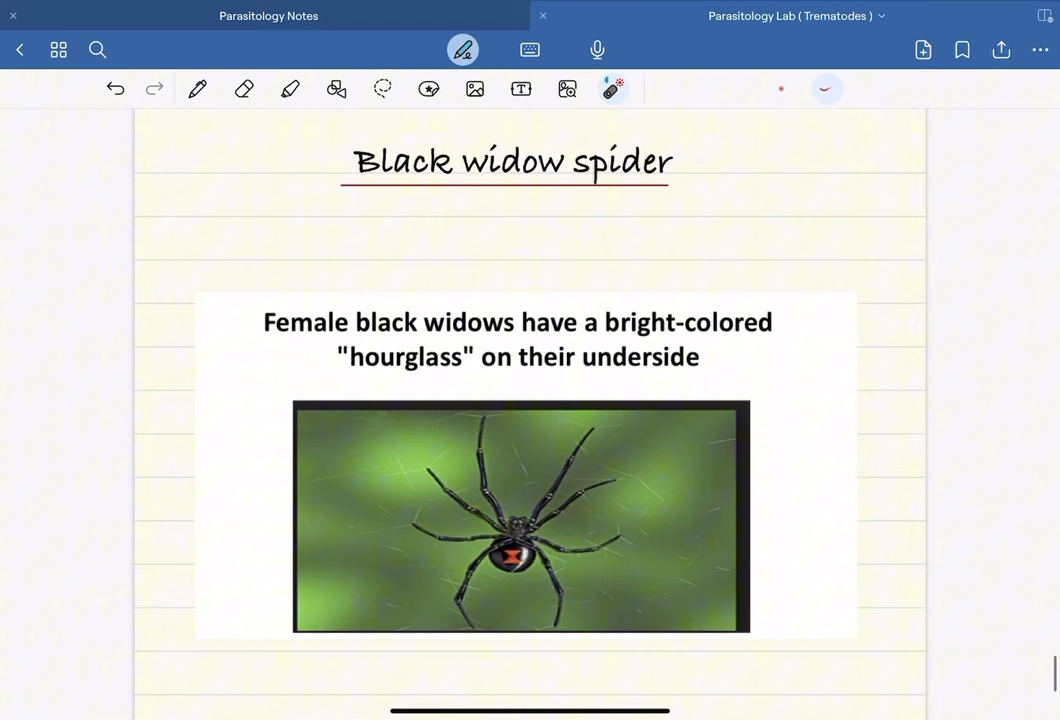 Parasitology Notes
Parasitology Lab ( Trematodes )
Black widow spider
Female black widows have a bright-colored
"hourglass" on their underside